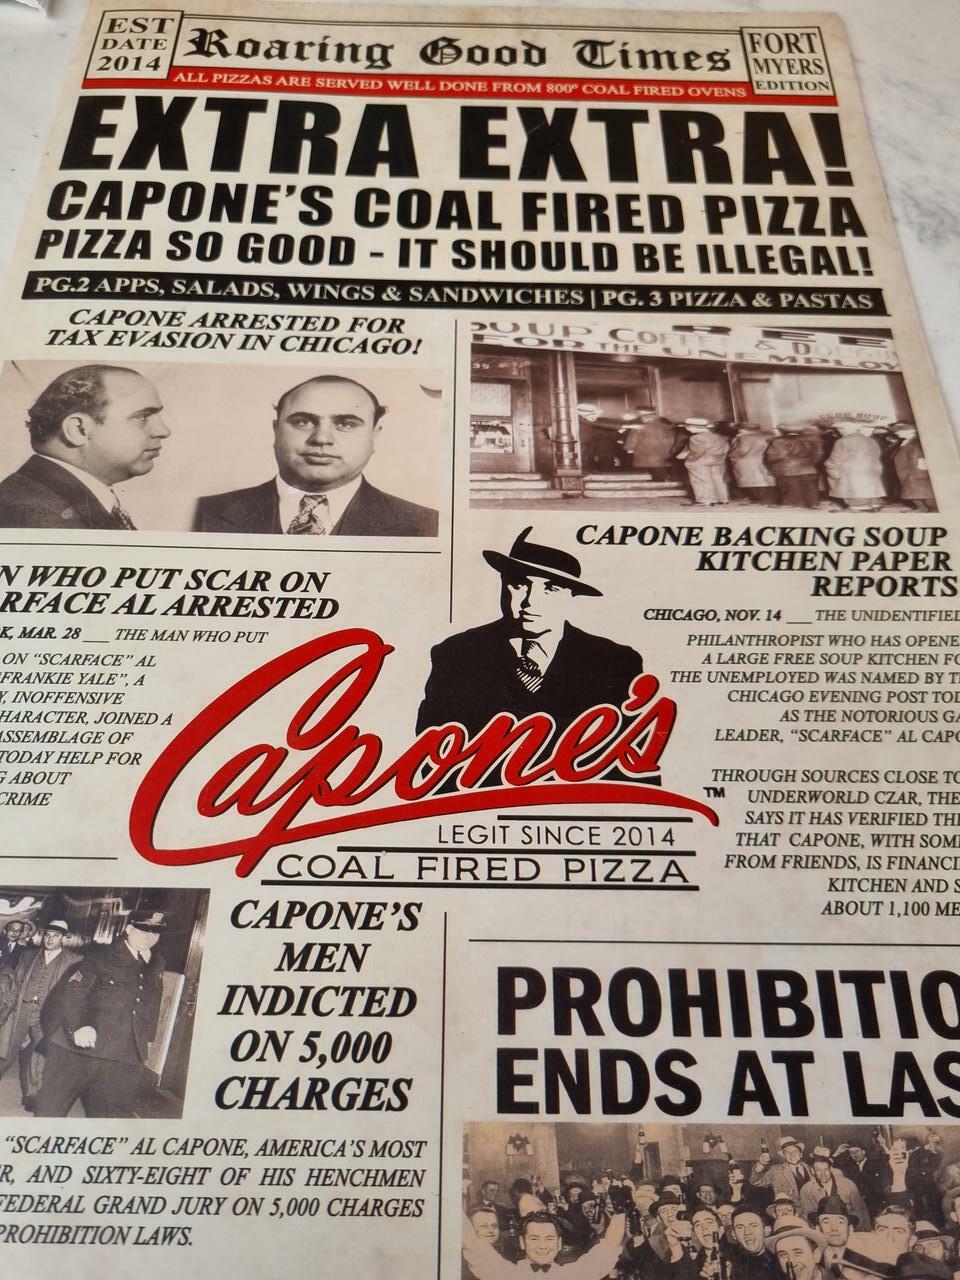 EST
DATE
2014
Roaring Good Times
FORT
MYERS
EDITION
ALL PIZZAS ARE SERVED WELL DONE FROM 800° COAL FIRED OVENS
EXTRA EXTRA!
CAPONE'S COAL FIRED PIZZA
PIZZA SO GOOD - IT SHOULD BE ILLEGAL!
PG.2 APPS, SALADS, WINGS & SANDWICHES | PG. 3 PIZZA & PASTAS
CAPONE ARRESTED FOR
TAX EVASION IN CHICAGO!
SOUP COFFEE & DOUGH
FOR THE UNEMPLOY
FREE SOUP
N WHO PUT SCAR ON
RFACE AL ARRESTED
K, MAR. 28 ___ THE MAN WHO PUT
ON "SCARFACE" AL
FRANKIE YALE", A
Y, INOFFENSIVE
HARACTER, JOINED A
ASSEMBLAGE OF
TODAY HELP FOR
G ABOUT
CRIME
CAPONE BACKING SOUP
KITCHEN PAPER
REPORTS
CHICAGO, NOV. 14 ___ THE UNIDENTIFIED
PHILANTHROPIST WHO HAS OPENE
A LARGE FREE SOUP KITCHEN FO
THE UNEMPLOYED WAS NAMED BY TH
CHICAGO EVENING POST TOD
AS THE NOTORIOUS GA
LEADER, "SCARFACE" AL CAPO
THROUGH SOURCES CLOSE TO
UNDERWORLD CZAR, THE
SAYS IT HAS VERIFIED THE
THAT CAPONE, WITH SOM
FROM FRIENDS, IS FINANCI
KITCHEN AND S
ABOUT 1,100 ME
Capone's™
LEGIT SINCE 2014
COAL FIRED PIZZA
CAPONE'S
MEN
INDICTED
ON 5,000
CHARGES
"SCARFACE" AL CAPONE, AMERICA'S MOST
R, AND SIXTY-EIGHT OF HIS HENCHMEN
FEDERAL GRAND JURY ON 5,000 CHARGES
PROHIBITION LAWS.
PROHIBITIO
ENDS AT LAS